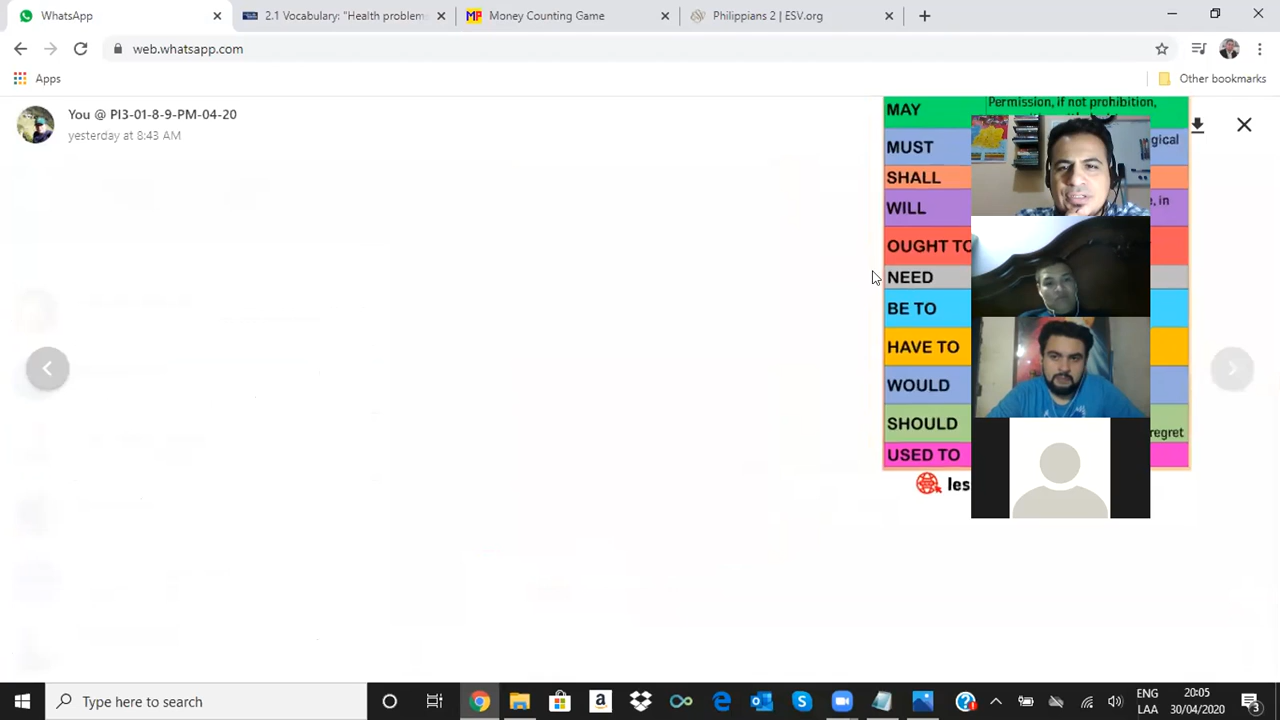 WhatsApp
2.1 Vocabulary: "Health problem
Money Counting Game
Philippians 2 | ESV.org
web.whatsapp.com
Apps
Other bookmarks
You @ PI3-01-8-9-PM-04-20
yesterday at 8:43 AM
MAY
Permission, if not prohibition,
MUST
gical
SHALL
WILL
, in
OUGHT TO
NEED
BE TO
HAVE TO
WOULD
SHOULD
regret
USED TO
les
Type here to search
ENG
LAA
20:05
30/04/2020
3